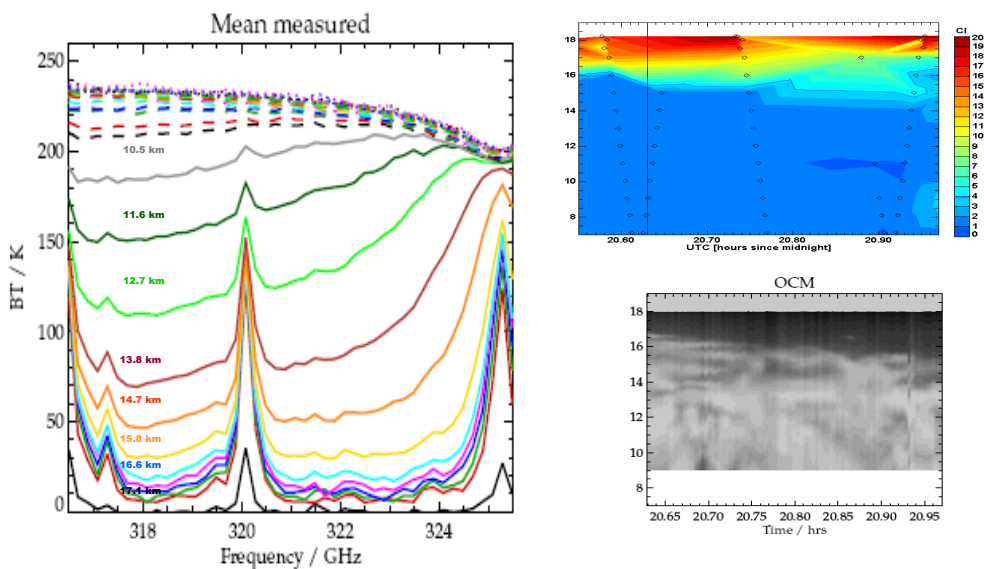 Mean measured
250
200
150
100
50
0
BT / K
10.5 km
11.6 km
12.7 km
13.8 km
14.7 km
15.8 km
16.6 km
17.1 km
318
320
322
324
Frequency / GHz
18
16
14
12
10
8
20.60
20.70
20.80
20.90
UTC [hours since midnight]
CI
20
19
18
17
16
15
14
13
12
11
10
9
8
7
6
5
4
3
2
1
0
OCM
18
16
14
12
10
8
20.65 20.70 20.75 20.80 20.85 20.90 20.95
Time / hrs